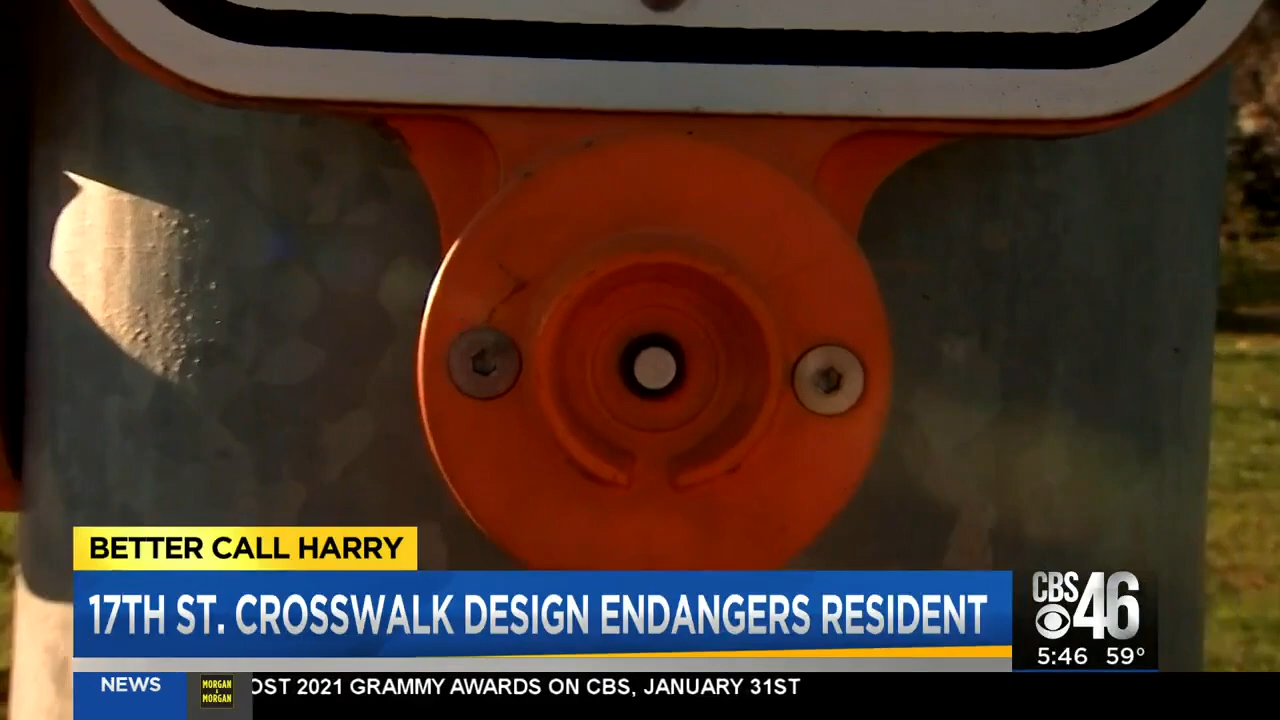 BETTER CALL HARRY
17TH ST. CROSSWALK DESIGN ENDANGERS RESIDENT
CBS 46
5:46 59°
NEWS
MORGAN & MORGAN
OST 2021 GRAMMY AWARDS ON CBS, JANUARY 31ST